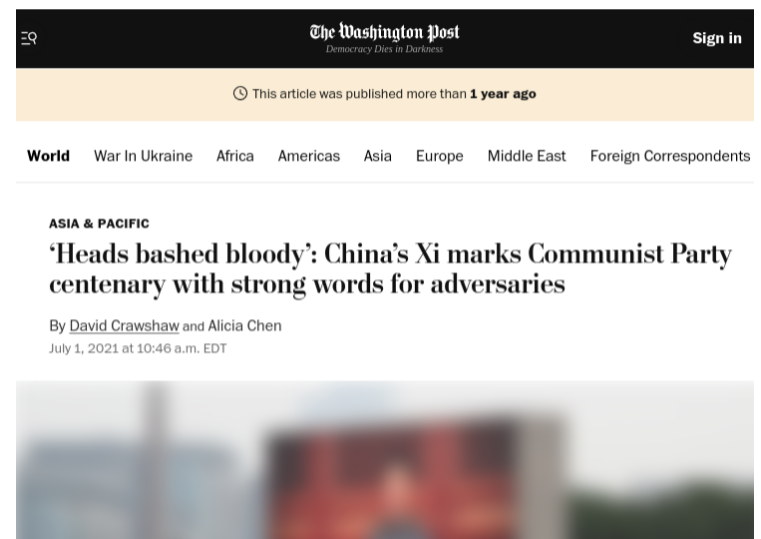 The Washington Post
Democracy Dies in Darkness
Sign in
This article was published more than 1 year ago
World War In Ukraine Africa Americas Asia Europe Middle East Foreign Correspondents
ASIA & PACIFIC
‘Heads bashed bloody’: China’s Xi marks Communist Party
centenary with strong words for adversaries
By David Crawshaw and Alicia Chen
July 1, 2021 at 10:46 a.m. EDT